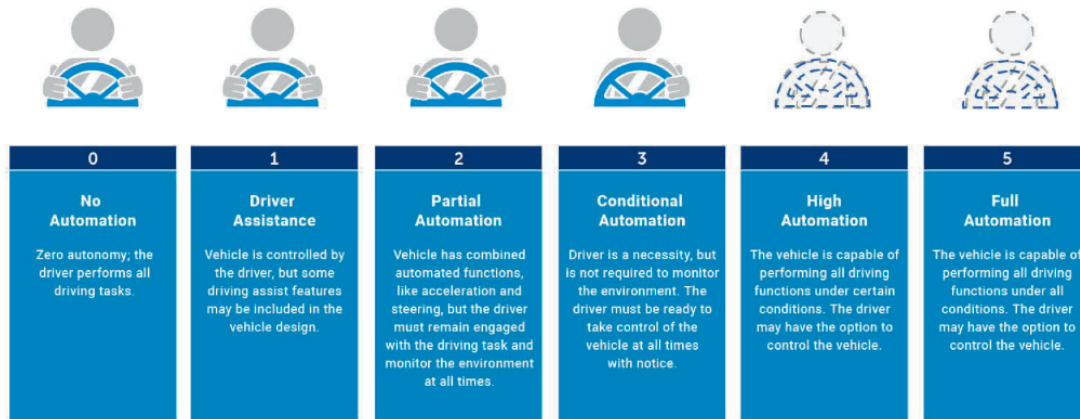 0
No
Automation
Zero autonomy; the
driver performs all
driving tasks.
1
Driver
Assistance
Vehicle is controlled by
the driver, but some
driving assist features
may be included in the
vehicle design.
2
Partial
Automation
Vehicle has combined
automated functions,
like acceleration and
steering, but the driver
must remain engaged
with the driving task and
monitor the environment
at all times.
3
Conditional
Automation
Driver is a necessity, but
is not required to monitor
the environment. The
driver must be ready to
take control of the
vehicle at all times
with notice.
4
High
Automation
The vehicle is capable of
performing all driving
functions under certain
conditions. The driver
may have the option to
control the vehicle.
5
Full
Automation
The vehicle is capable of
performing all driving
functions under all
conditions. The driver
may have the option to
control the vehicle.